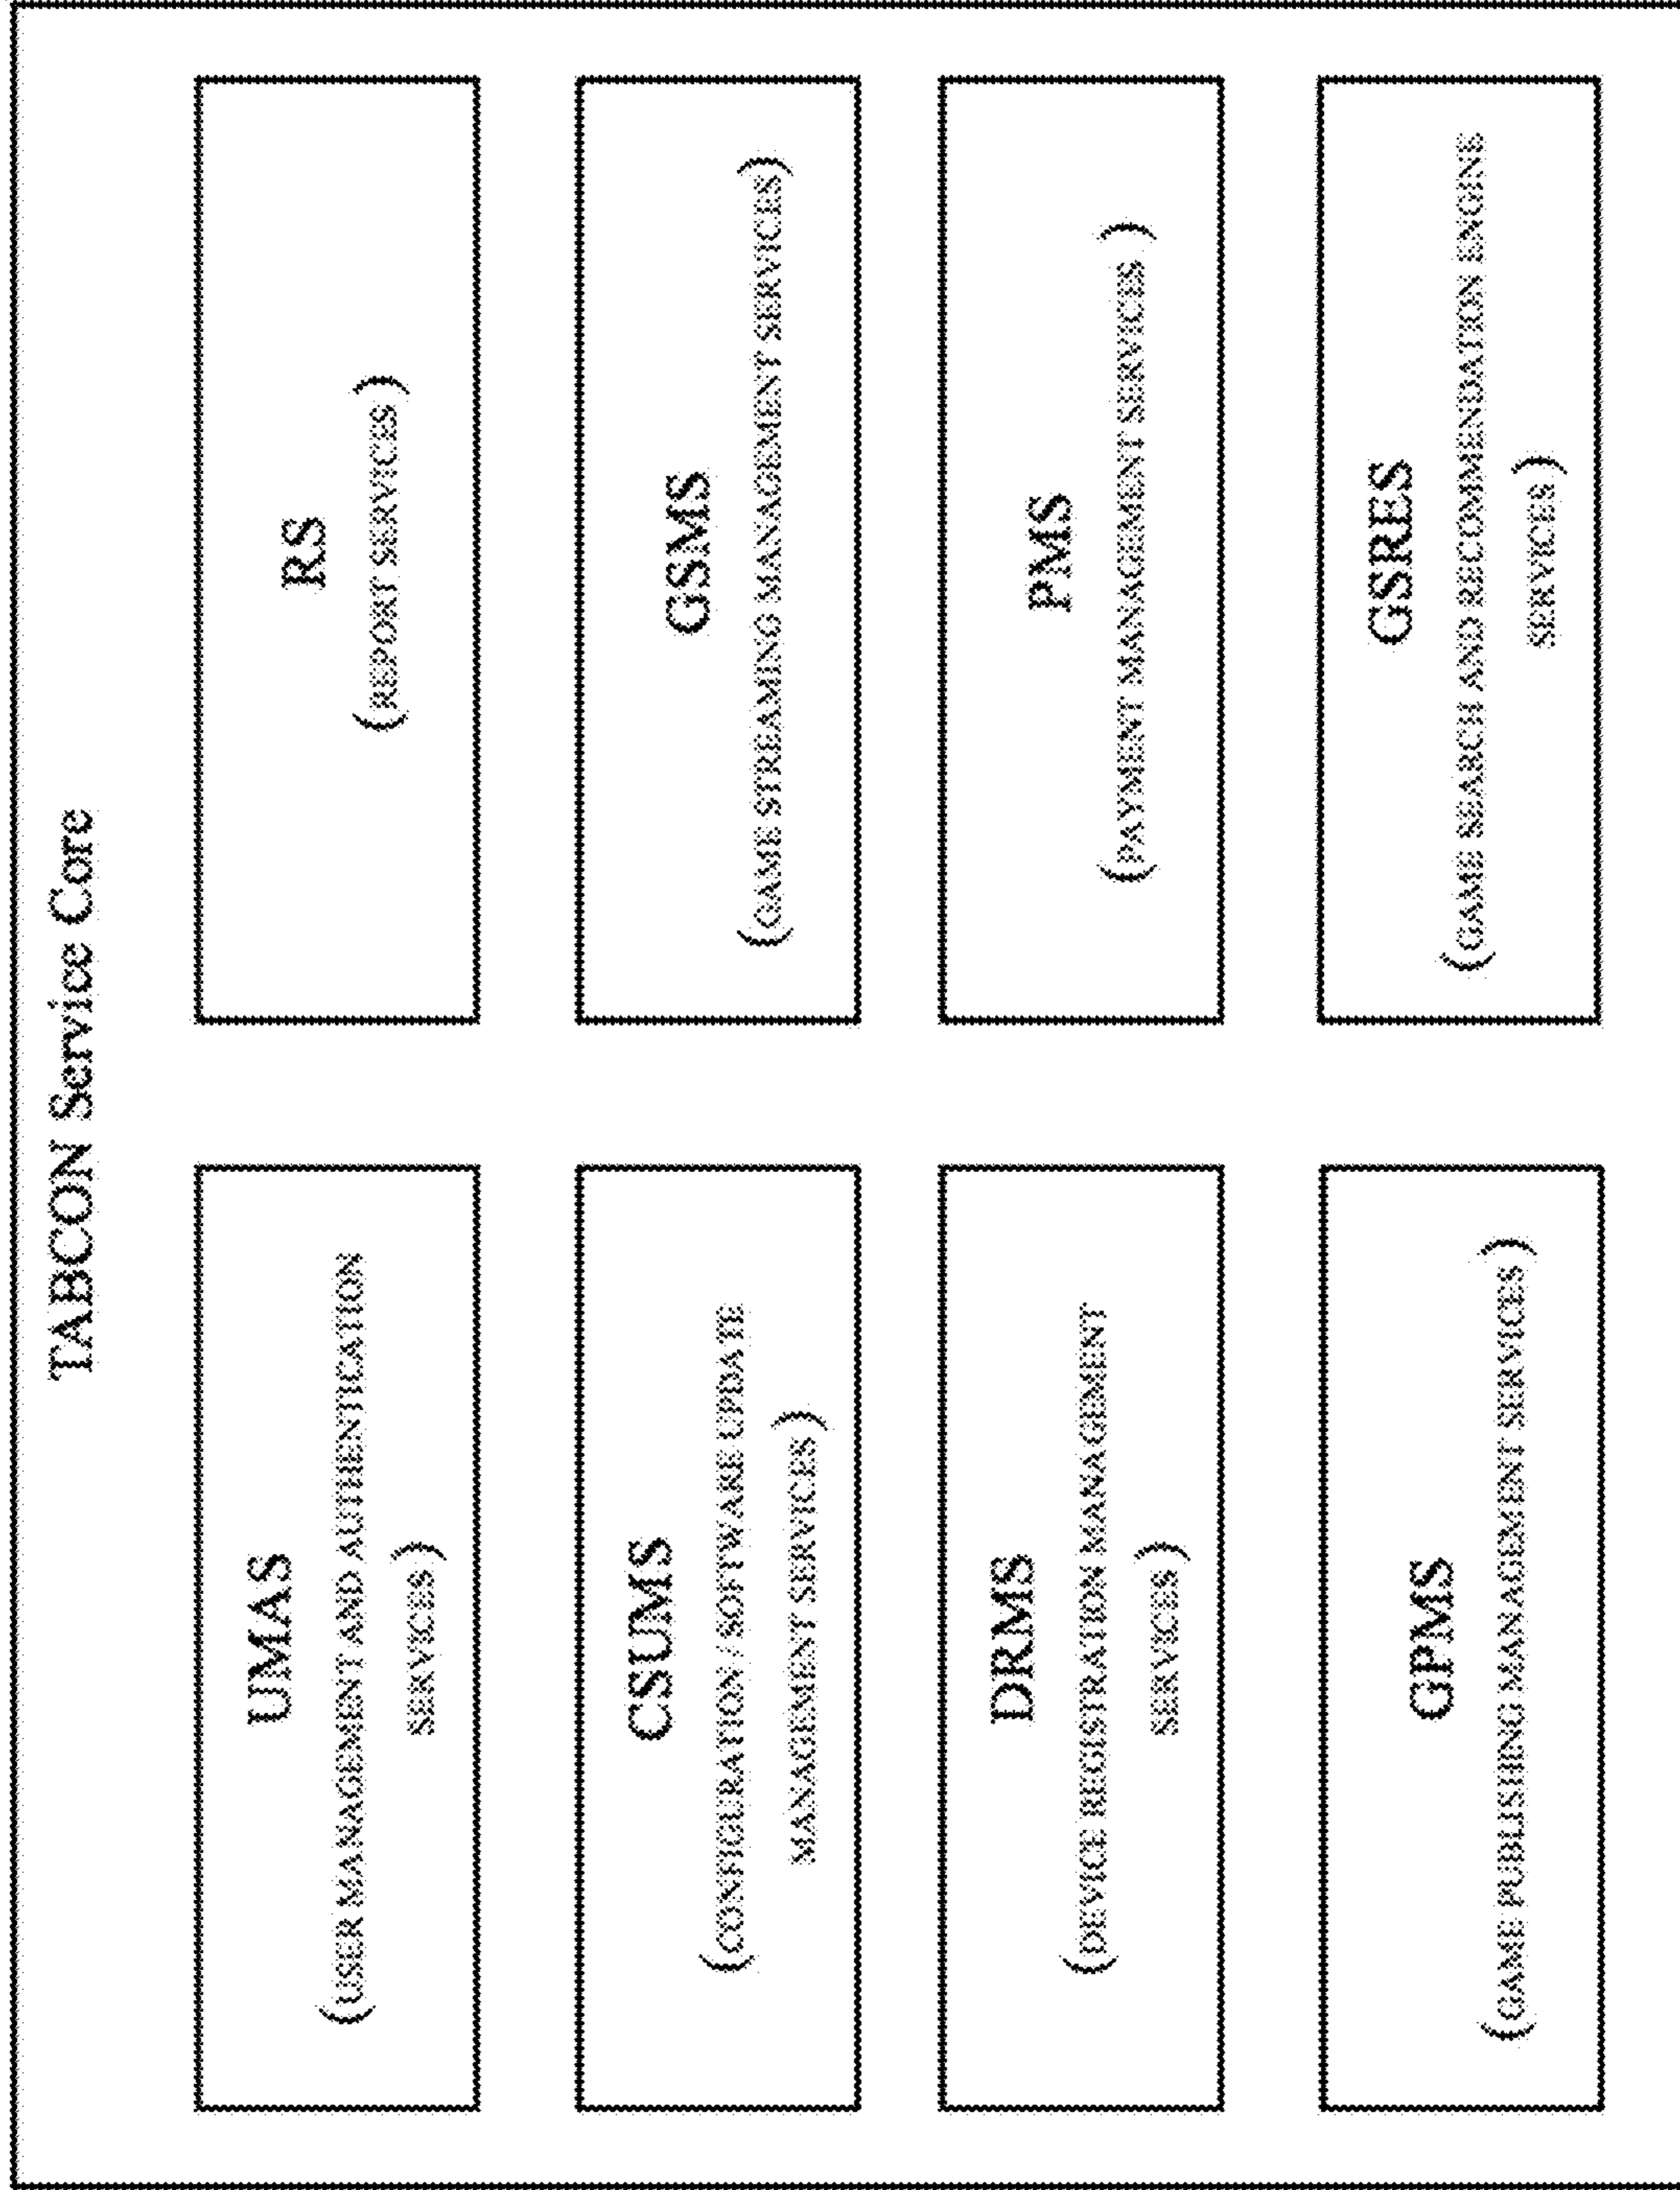 TABCON Service Core
UMAS
(USER MANAGEMENT AND AUTHENTICATION
SERVICES )
RS
(REPORT SERVICES )
CSUMS
(CONFIGURATION / SOFTWARE UPDATE
MANAGEMENT SERVICES )
GSMS
(GAME STREAMING MANAGEMENT SERVICES)
DRMS
(DEVICE REGISTRATION MANAGEMENT
SERVICES )
PMS
(PAYMENT MANAGEMENT SERVICES )
GPMS
(GAME PUBLISHING MANAGEMENT SERVICES )
GSRES
(GAME SEARCH AND RECOMMENDATION ENGINE
SERVICES )